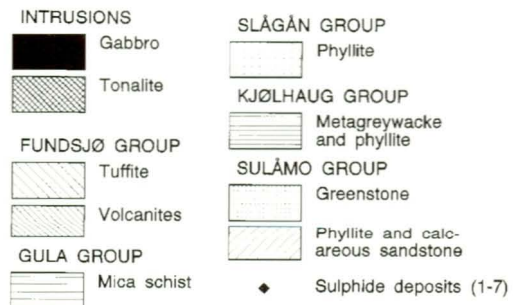 INTRUSIONS
Gabbro
Tonalite
FUNDSJØ GROUP
Tuffite
Volcanites
GULA GROUP
Mica schist
SLÅGÅN GROUP
Phyllite
KJØLHAUG GROUP
Metagreywacke
and phyllite
SULÅMO GROUP
Greenstone
Phyllite and calc-
areous sandstone
Sulphide deposits (1-7)